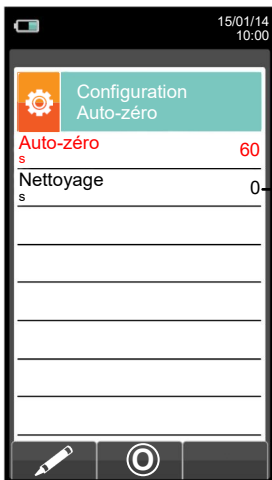 15/01/14
10:00
Configuration
Auto-zéro
Auto-zéro
s
60
Nettoyage
s
0
O